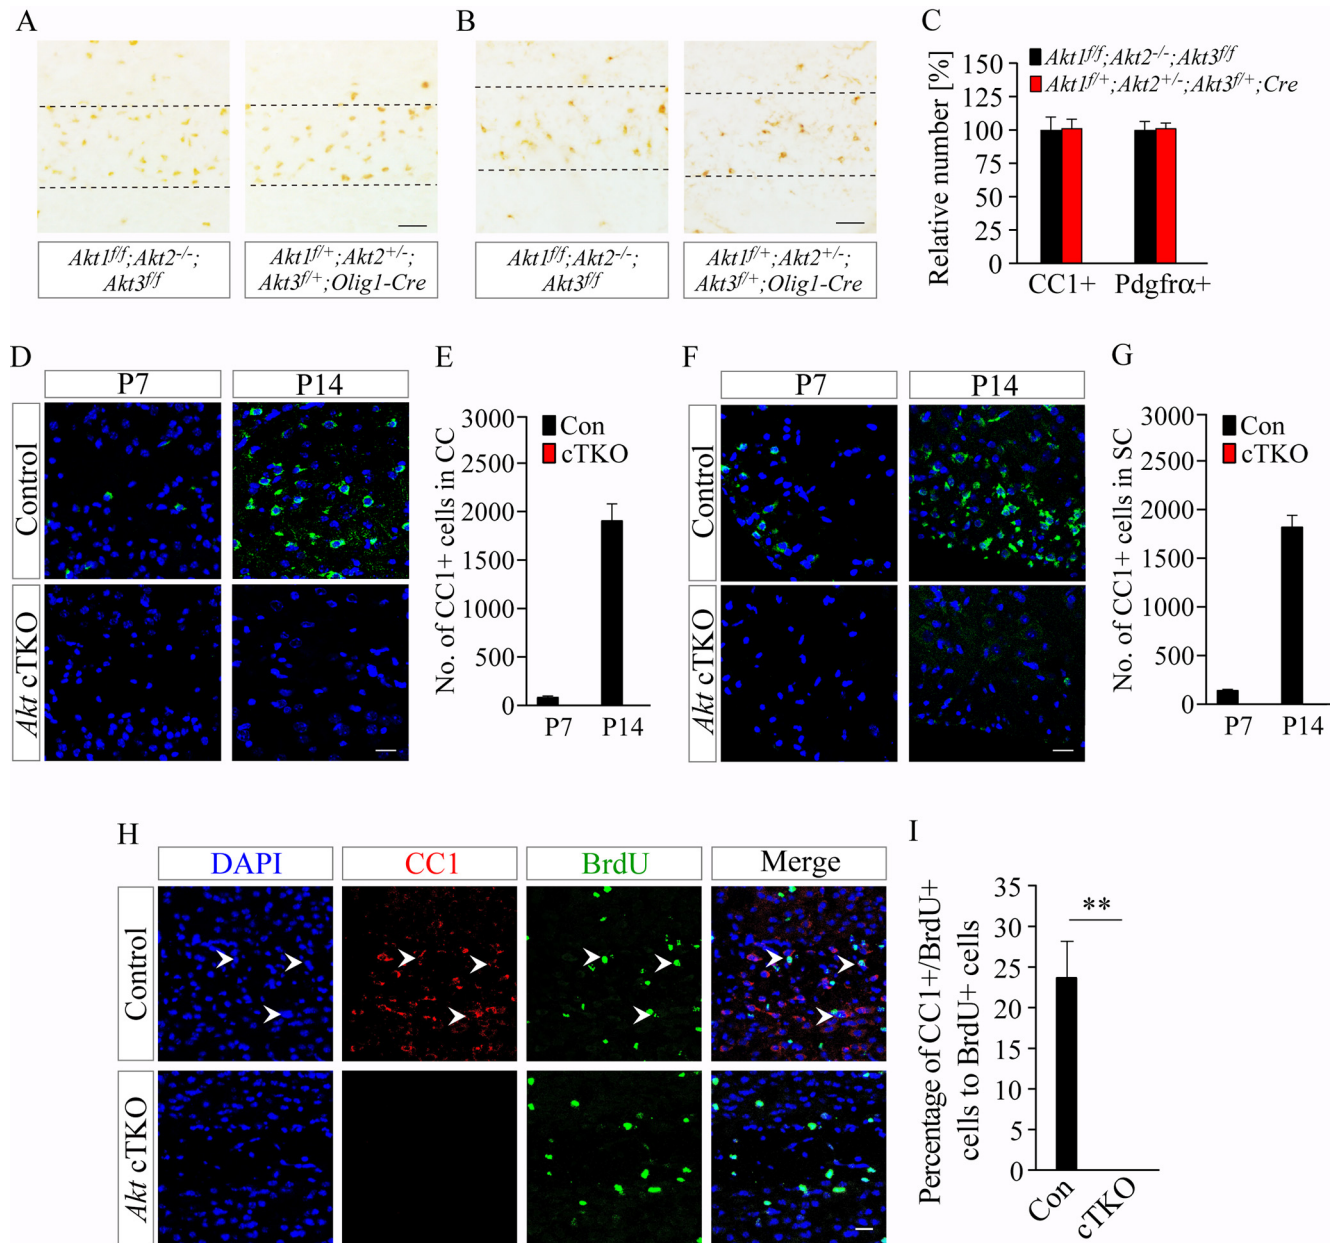 A
B
C
Akt1f/f;Akt2-/-;
Akt3f/f
Akt1f/+;Akt2+/-;
Akt3f/+;Olig1-Cre
Akt1f/f;Akt2-/-;
Akt3f/f
Akt1f/+;Akt2+/-;
Akt3f/+;Olig1-Cre
Relative number [%]
150
125
100
75
50
25
0
Akt1f/f;Akt2-/-;Akt3f/f
Akt1f/+;Akt2+/-;Akt3f/+;Cre
CC1+
Pdgfrα+
D
P7
P14
Control
Akt cTKO
E
No. of CC1+ cells in CC
3000
2500
2000
1500
1000
500
0
Con
cTKO
P7
P14
F
P7
P14
Control
Akt cTKO
G
No. of CC1+ cells in SC
3000
2500
2000
1500
1000
500
0
Con
cTKO
P7
P14
H
DAPI
CC1
BrdU
Merge
Control
Akt cTKO
I
Percentage of CC1+/BrdU+
cells to BrdU+ cells
35
30
25
20
15
10
5
0
**
Con
cTKO